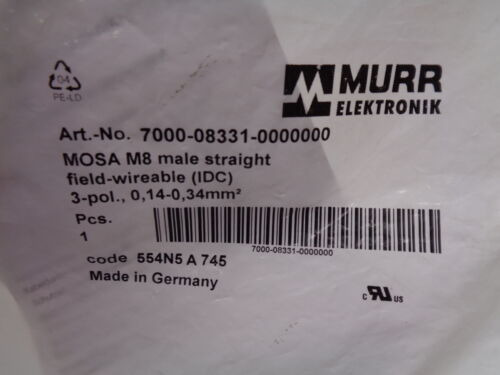 04
PE-LD
MURR
ELEKTRONIK
Art.-No. 7000-08331-0000000
MOSA M8 male straight
field-wireable (IDC)
3-pol., 0,14-0,34mm²
Pcs.
1
7000-08331-0000000
code 554N5 A 745
Made in Germany
c RU US